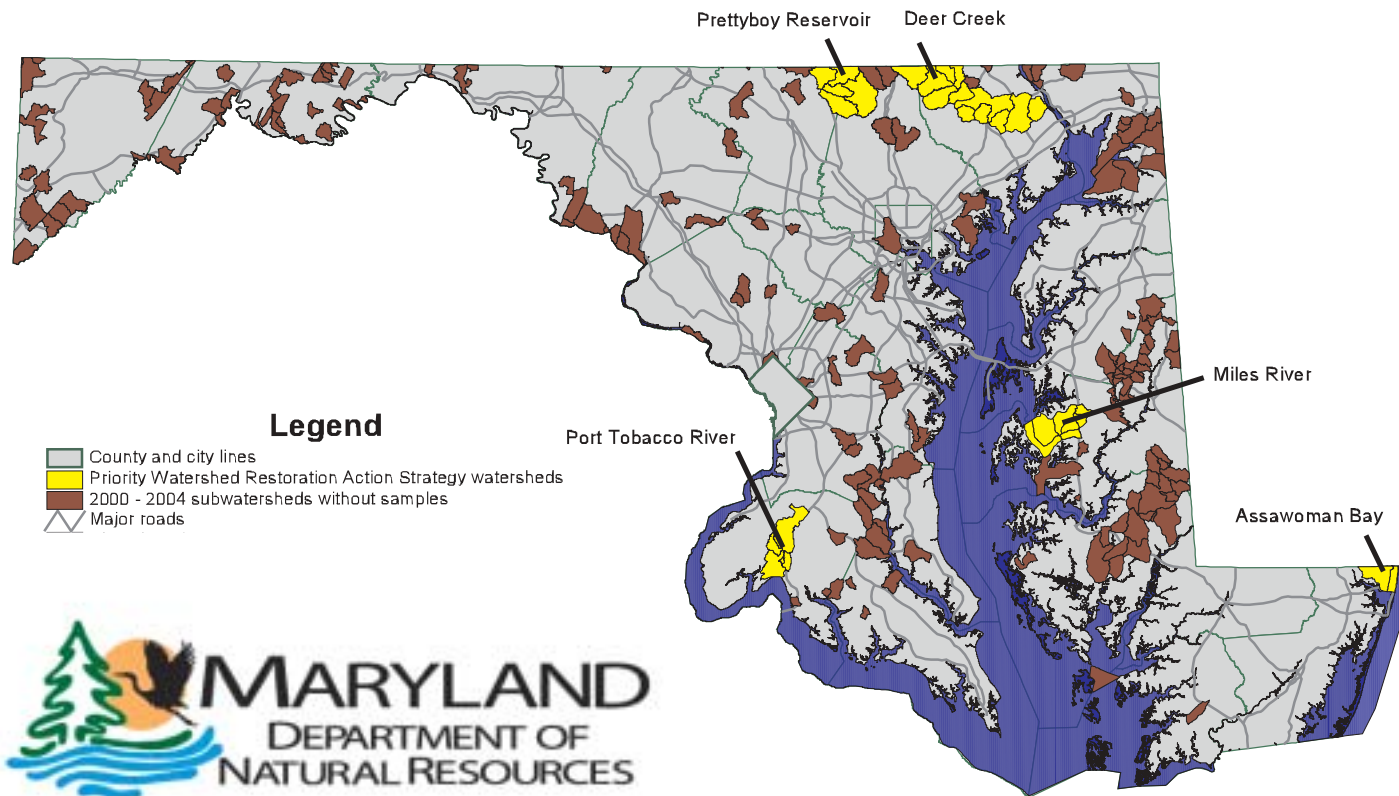 Prettyboy Reservoir
Deer Creek
Miles River
Legend
Port Tobacco River
County and city lines
Priority Watershed Restoration Action Strategy watersheds
2000 - 2004 subwatersheds without samples
Major roads
Assawoman Bay
MARYLAND
DEPARTMENT OF
NATURAL RESOURCES